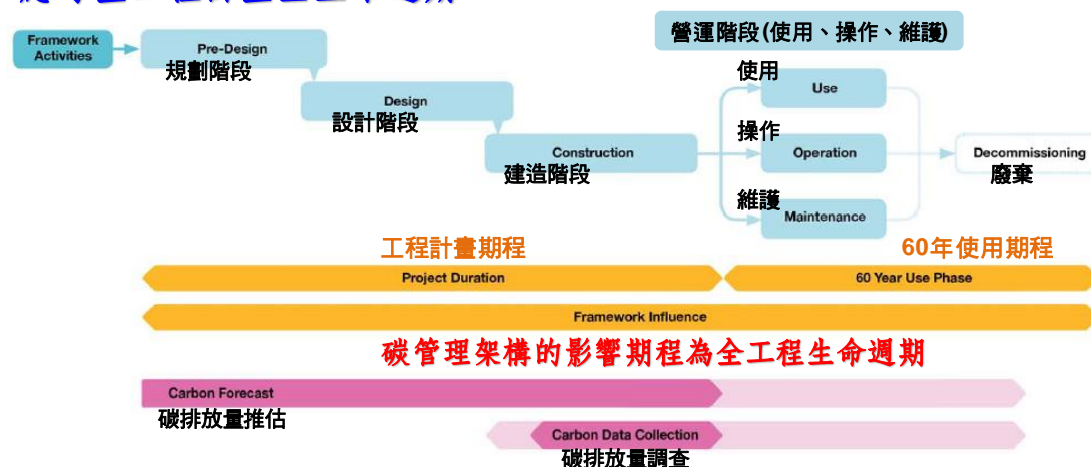 營運階段(使用、操作、維護)
Framework
Activities
Pre-Design
規劃階段
Design
設計階段
Construction
建造階段
使用
Use
操作
Operation
維護
Maintenance
Decommissioning
廢棄
工程計畫期程
60年使用期程
Project Duration
60 Year Use Phase
Framework Influence
碳管理架構的影響期程為全工程生命週期
Carbon Forecast
碳排放量推估
Carbon Data Collection
碳排放量調查